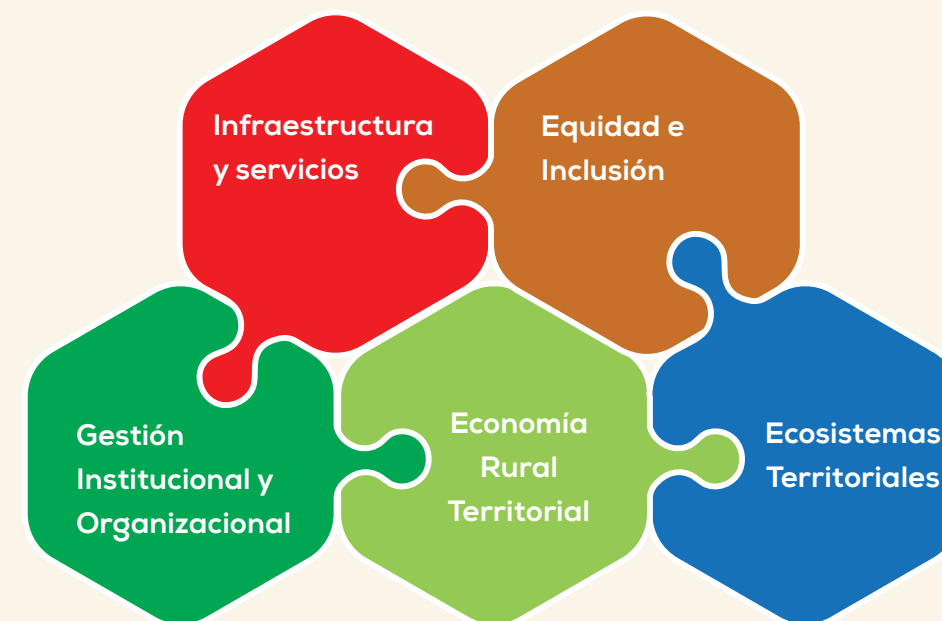 Infraestructura
y servicios
Equidad e
Inclusión
Gestión
Institucional y
Organizacional
Economía
Rural
Territorial
Ecosistemas
Territoriales